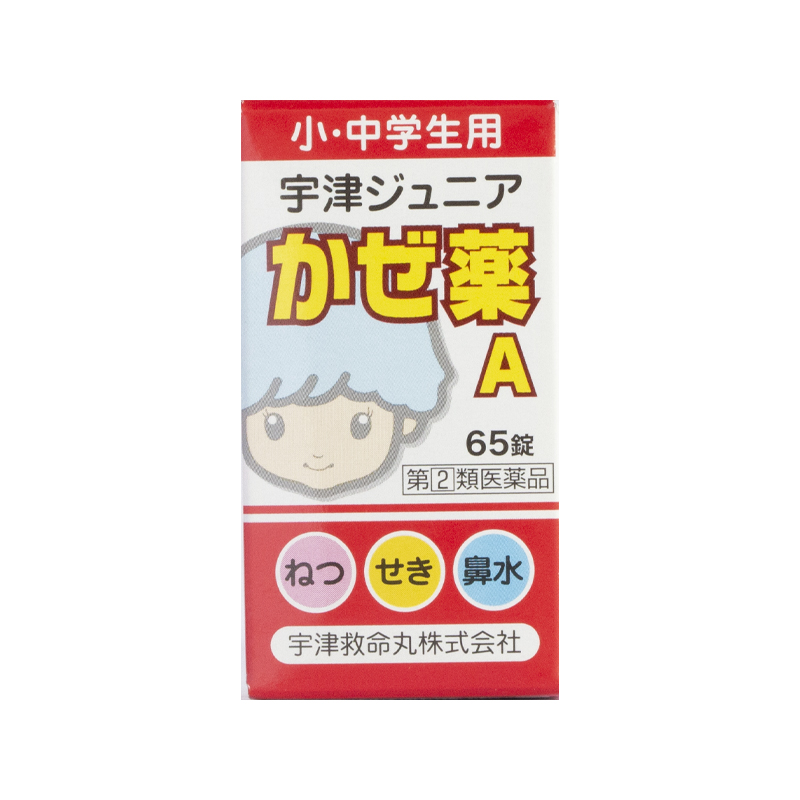 小・中学生用
宇津ジュニア
かぜ薬
A
65錠
第②類医薬品
ねつ せき 鼻水
宇津救命丸株式会社